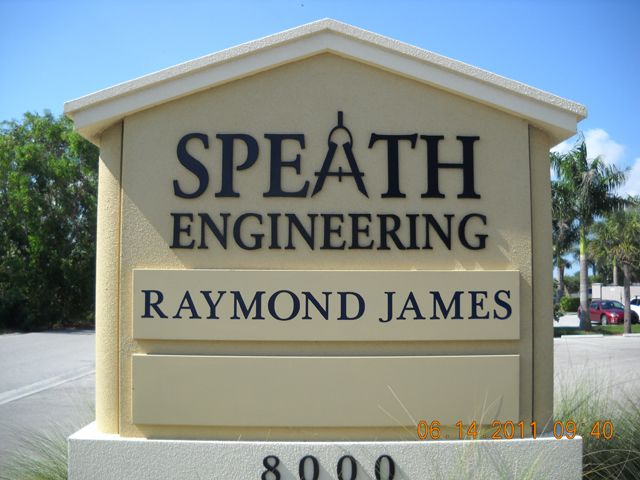 SPEATH
ENGINEERING
RAYMOND JAMES
06.14.2011 09:40
8000